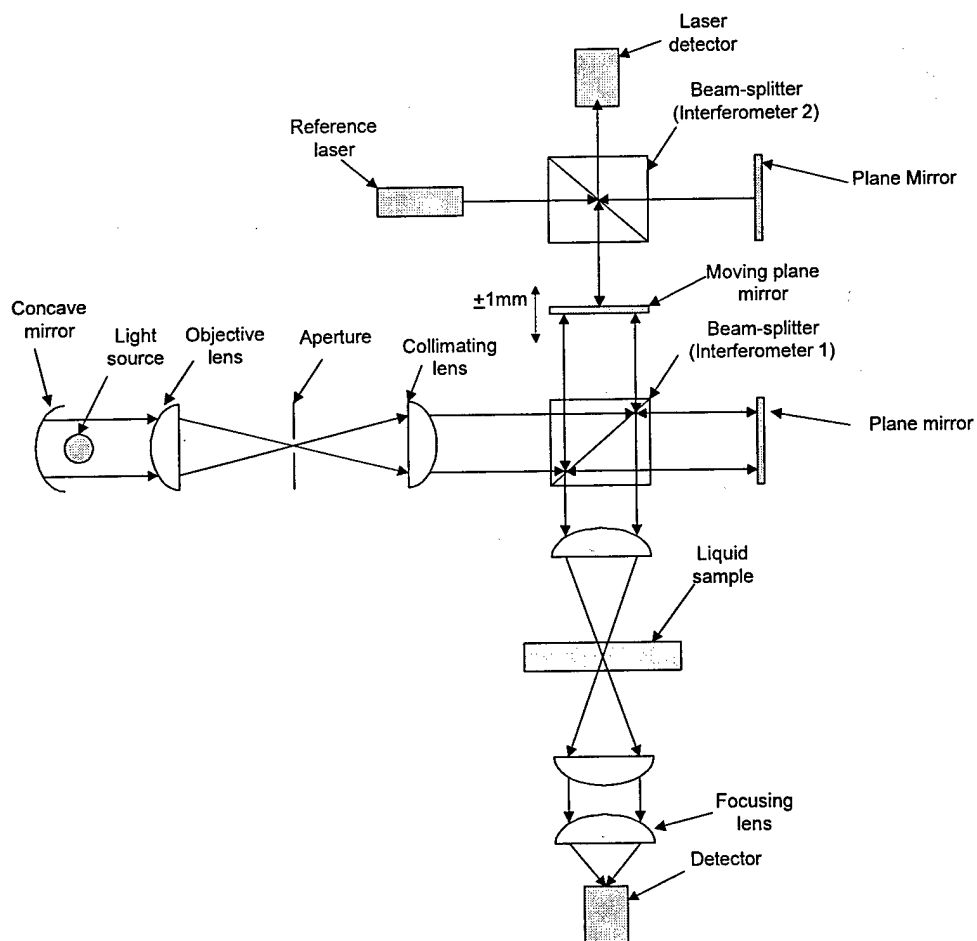 Laser
detector
Beam-splitter
(Interferometer 2)
Reference
laser
Plane Mirror
Moving plane
mirror
±1mm
Concave
mirror
Light
source
Objective
lens
Aperture
Collimating
lens
Beam-splitter
(Interferometer 1)
Plane mirror
Liquid
sample
Focusing
lens
Detector